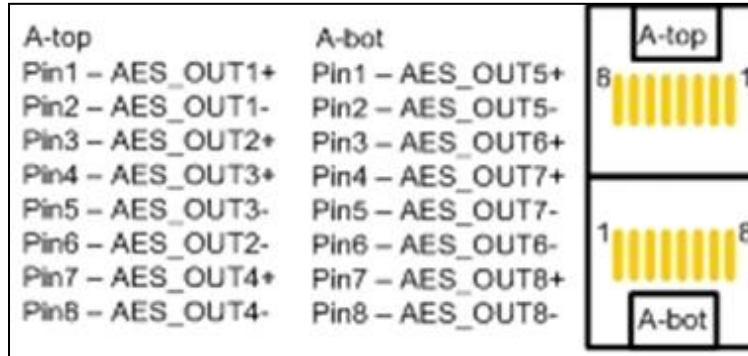 A-top
Pin1 – AES_OUT1+
Pin2 – AES_OUT1-
Pin3 – AES_OUT2+
Pin4 – AES_OUT3+
Pin5 – AES_OUT3-
Pin6 – AES_OUT2-
Pin7 – AES_OUT4+
Pin8 – AES_OUT4-
A-bot
Pin1 – AES_OUT5+
Pin2 – AES_OUT5-
Pin3 – AES_OUT6+
Pin4 – AES_OUT7+
Pin5 – AES_OUT7-
Pin6 – AES_OUT6-
Pin7 – AES_OUT8+
Pin8 – AES_OUT8-
A-top
8 1
1 8
A-bot